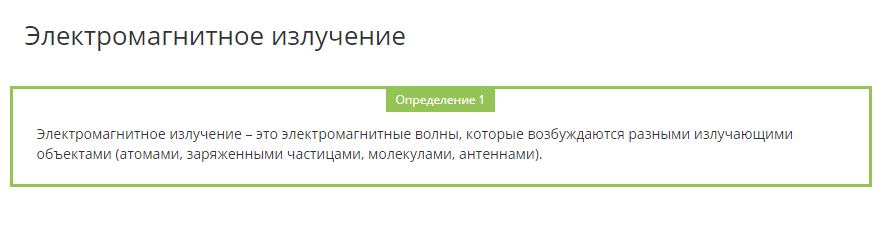 Электромагнитное излучение
Определение 1
Электромагнитное излучение – это электромагнитные волны, которые возбуждаются разными излучающими
объектами (атомами, заряженными частицами, молекулами, антеннами).